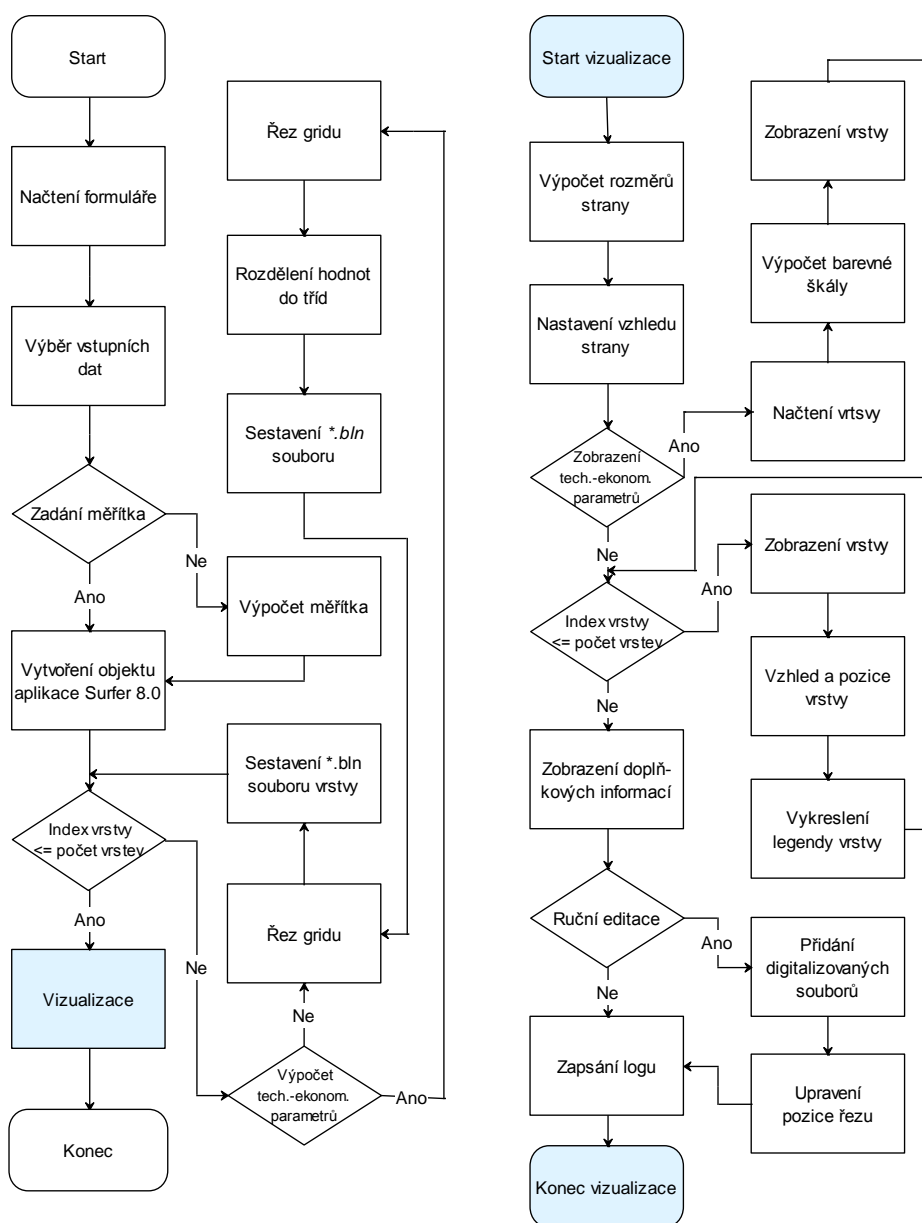 Start
Načtení formuláře
Výběr vstupních
dat
Zadání měřítka
Ne
Ano
Výpočet měřítka
Vytvoření objektu
aplikace Surfer 8.0
Index vrstvy
<= počet vrstev
Ano
Ne
Vizualizace
Konec
Řez gridu
Rozdělení hodnot
do tříd
Sestavení *.bln
souboru
Sestavení *.bln
souboru vrstvy
Řez gridu
Ne
Výpočet
tech.-ekonom.
parametrů
Ano
Start vizualizace
Výpočet rozměrů
strany
Nastavení vzhledu
strany
Zobrazení
tech.-ekonom.
parametrů
Ano
Ne
Index vrstvy
<= počet vrstev
Ano
Ne
Zobrazení doplň-
kových informací
Ruční editace
Ano
Ne
Zapsání logu
Konec vizualizace
Zobrazení vrstvy
Výpočet barevné
škály
Načtení vrtsvy
Zobrazení vrstvy
Vzhled a pozice
vrstvy
Vykreslení
legendy vrstvy
Přidání
digitalizovaných
souborů
Upravení
pozice řezu